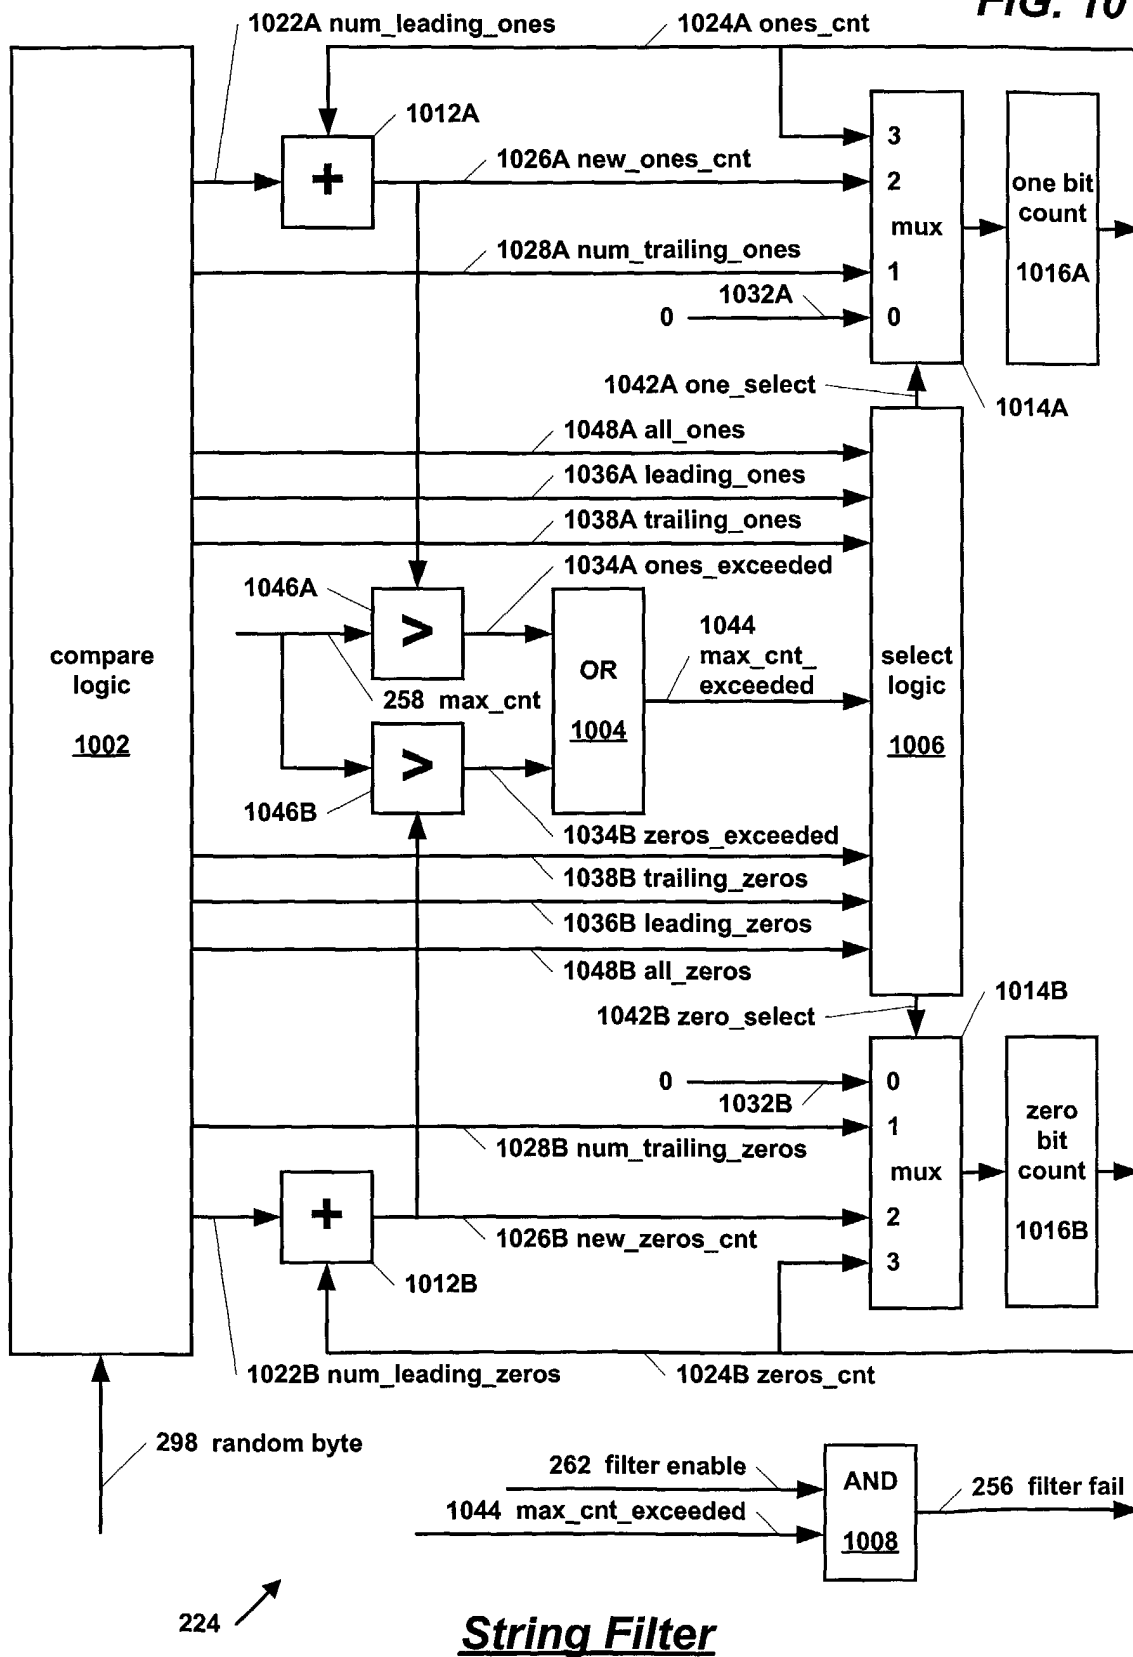 FIG. 10
1022A num_leading_ones
1024A ones_cnt
1012A
+
1026A new_ones_cnt
1028A num_trailing_ones
1032A
0
3
2
mux
1
0
one bit
count
1016A
1042A one_select
1014A
1048A all_ones
1036A leading_ones
1038A trailing_ones
1034A ones_exceeded
1046A
>
258 max_cnt
OR
1004
1044
max_cnt_
exceeded
select
logic
1006
compare
logic
1002
>
1046B
1034B zeros_exceeded
1038B trailing_zeros
1036B leading_zeros
1048B all_zeros
1042B zero_select
1014B
0
1032B
0
1
mux
2
3
zero
bit
count
1016B
1028B num_trailing_zeros
+
1026B new_zeros_cnt
1012B
1022B num_leading_zeros
1024B zeros_cnt
298 random byte
262 filter enable
1044 max_cnt_exceeded
AND
1008
256 filter fail
224
String Filter